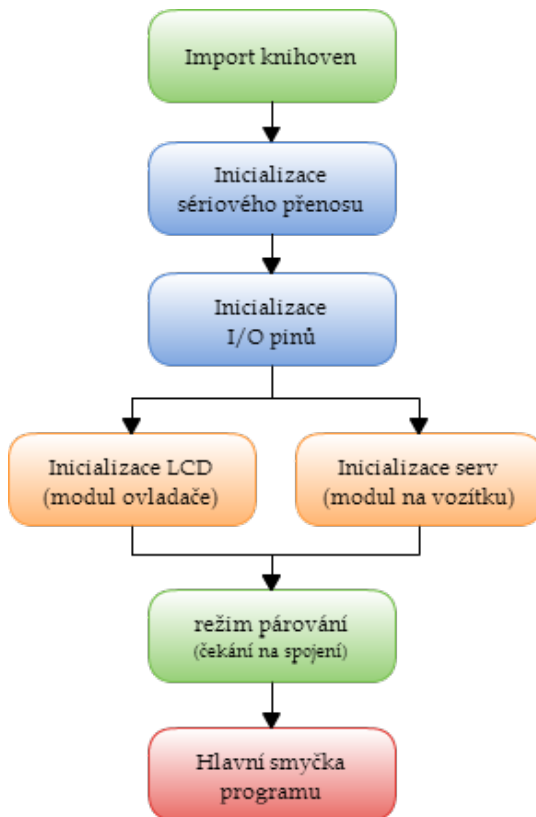 Import knihoven
Inicializace
sériového přenosu
Inicializace
I/O pinů
Inicializace LCD
(modul ovladače)
Inicializace serv
(modul na vozítku)
režim párování
(čekání na spojení)
Hlavní smyčka
programu